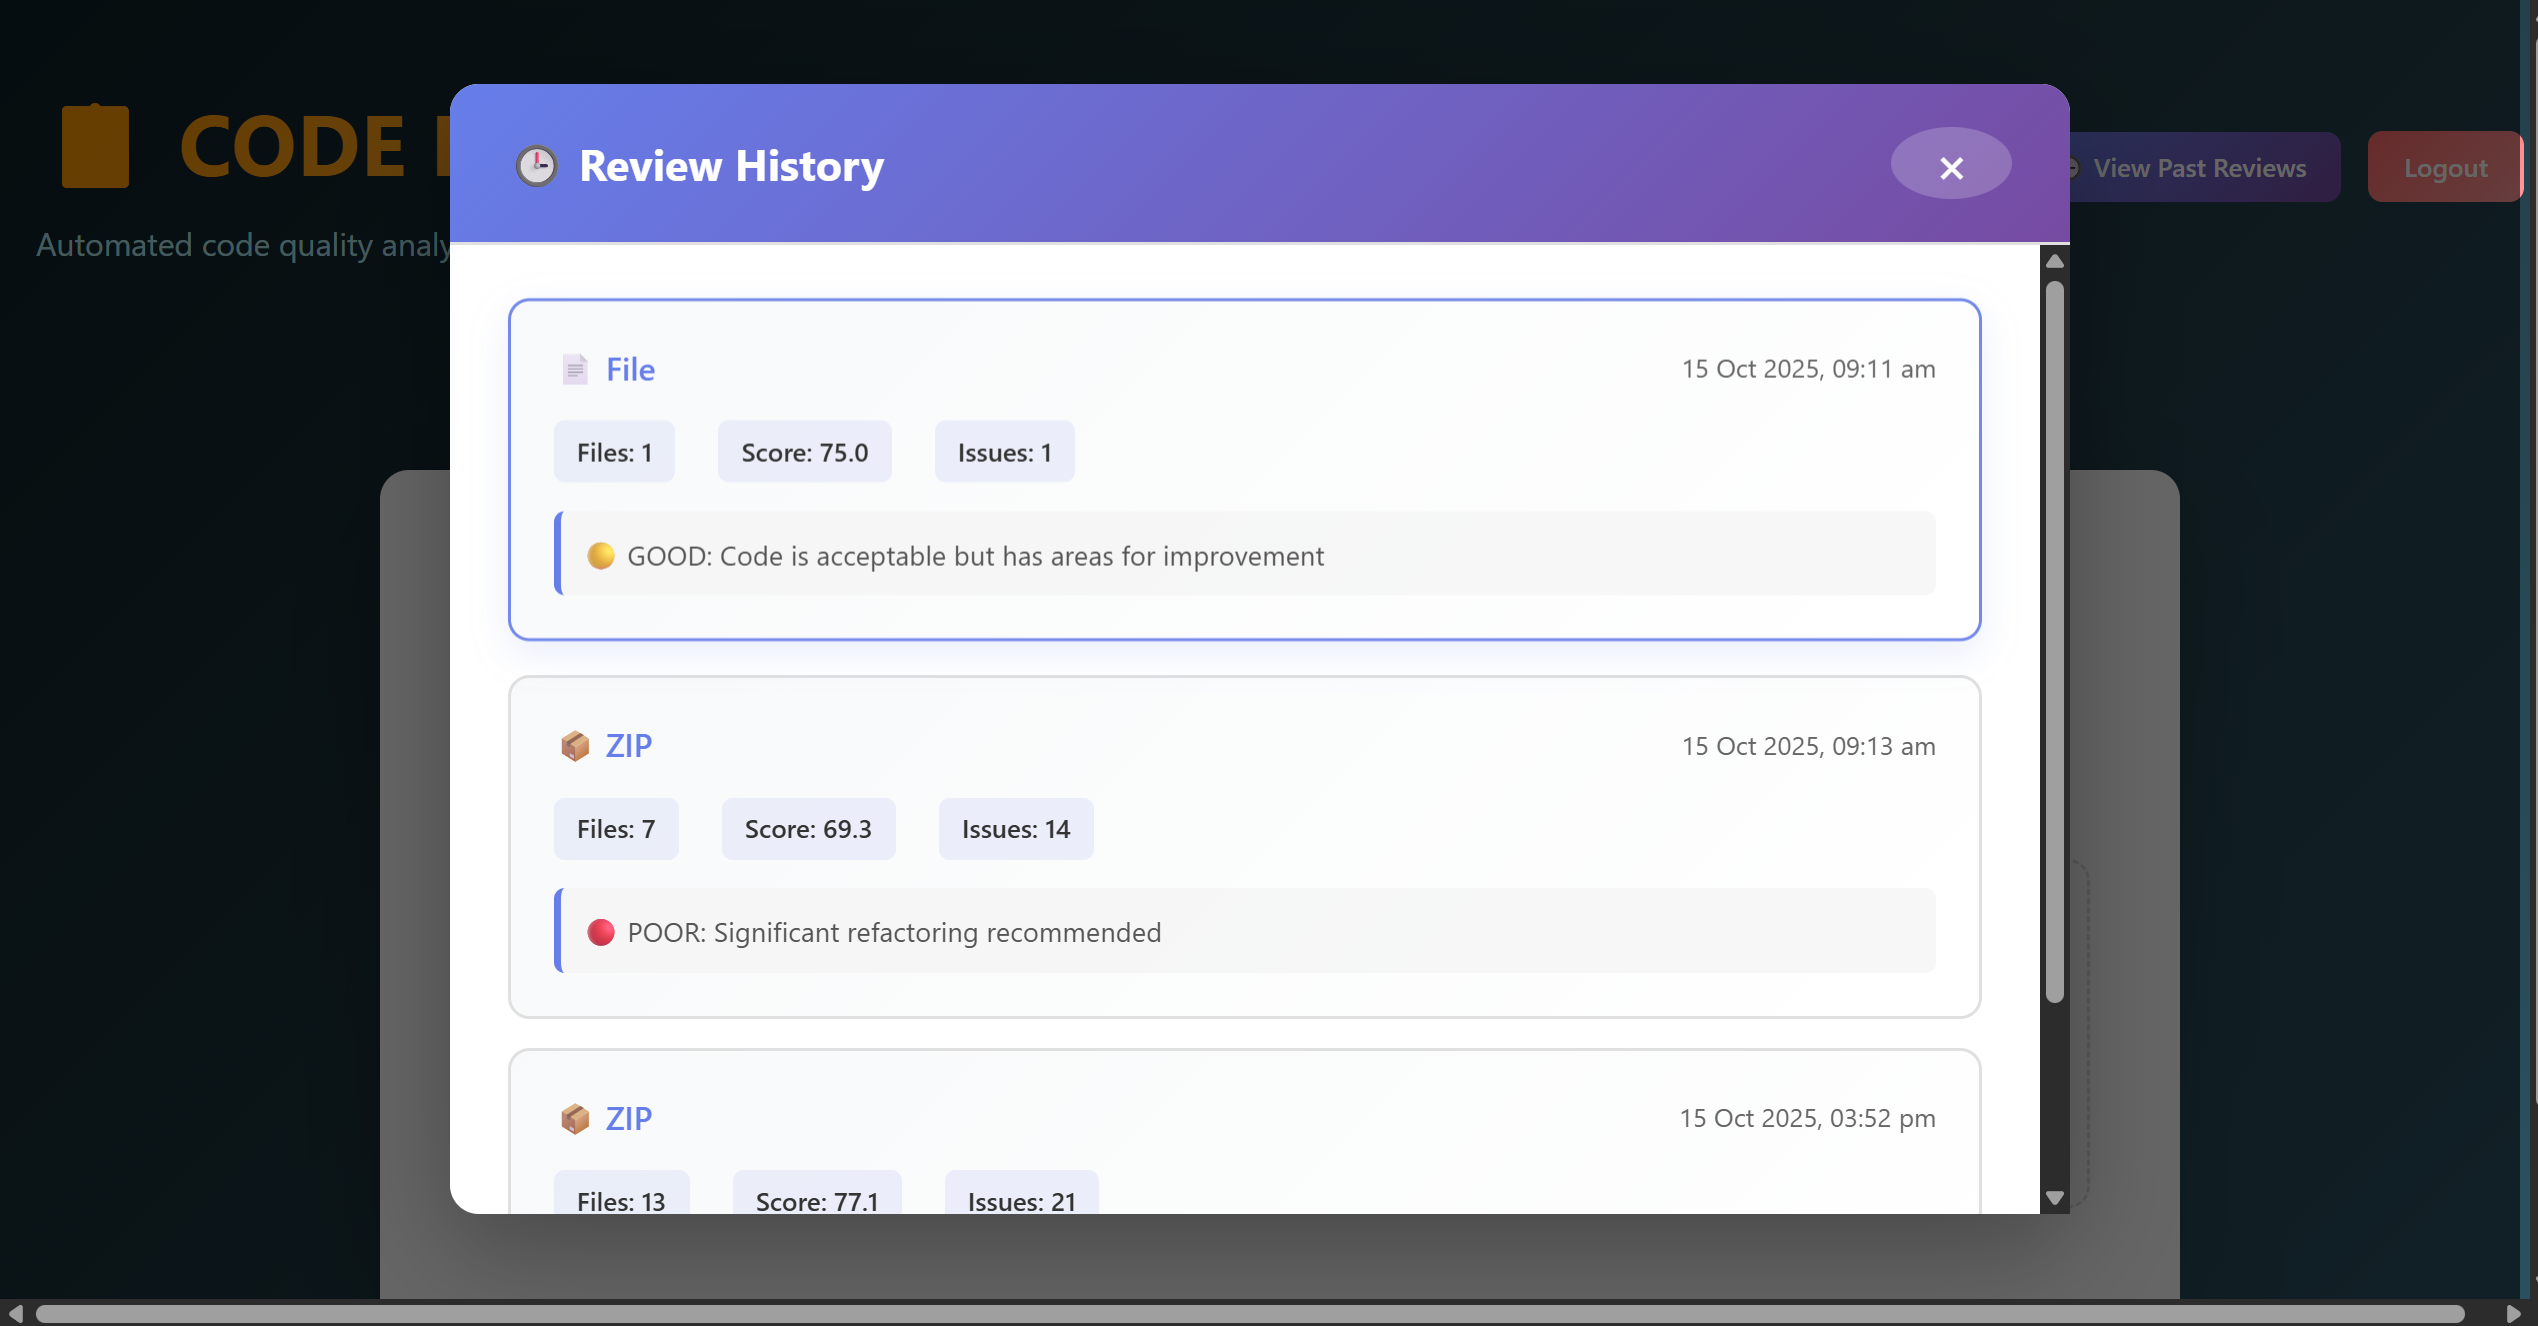 CODE
Automated code quality
View Past Reviews
Logout
Review History
×
File
15 Oct 2025, 09:11 am
Files: 1
Score: 75.0
Issues: 1
GOOD: Code is acceptable but has areas for improvement
ZIP
15 Oct 2025, 09:13 am
Files: 7
Score: 69.3
Issues: 14
POOR: Significant refactoring recommended
ZIP
15 Oct 2025, 03:52 pm
Files: 13
Score: 77.1
Issues: 21